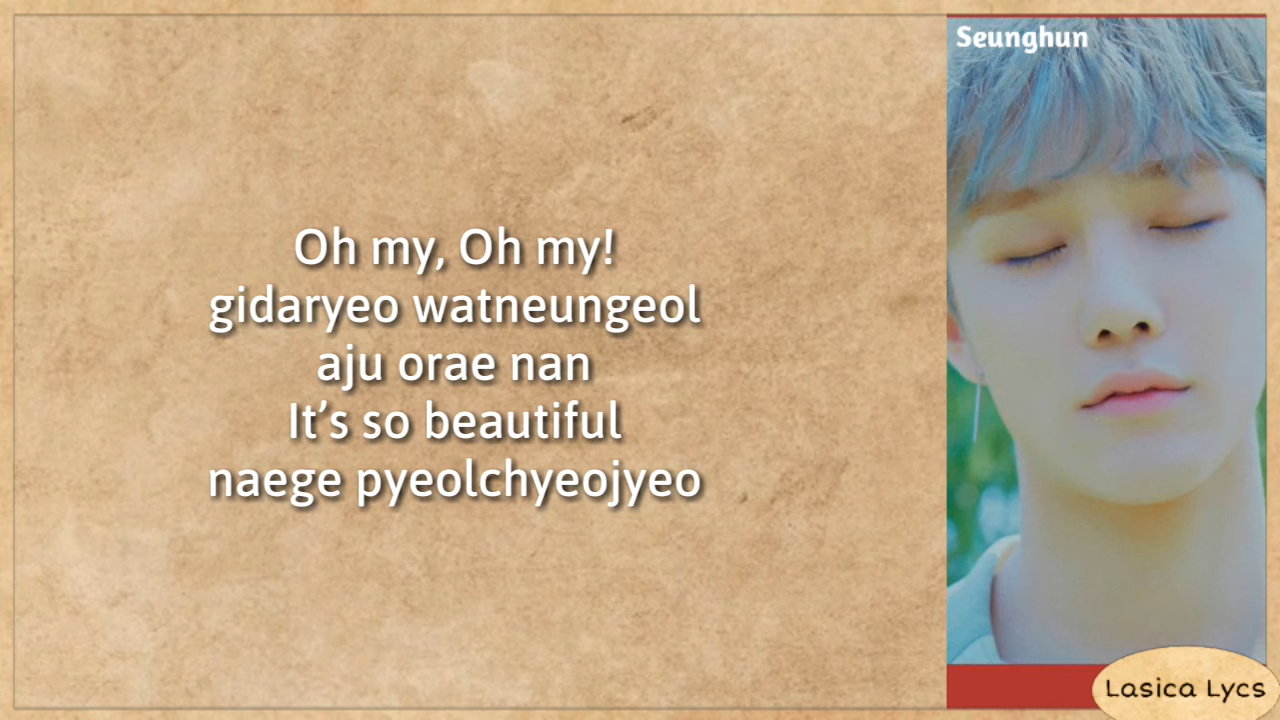 Seunghun
Oh my, Oh my!
gidaryeo watneungeol
aju orae nan
It’s so beautiful
naege pyeolchyeojyeo
Lasica Lycs